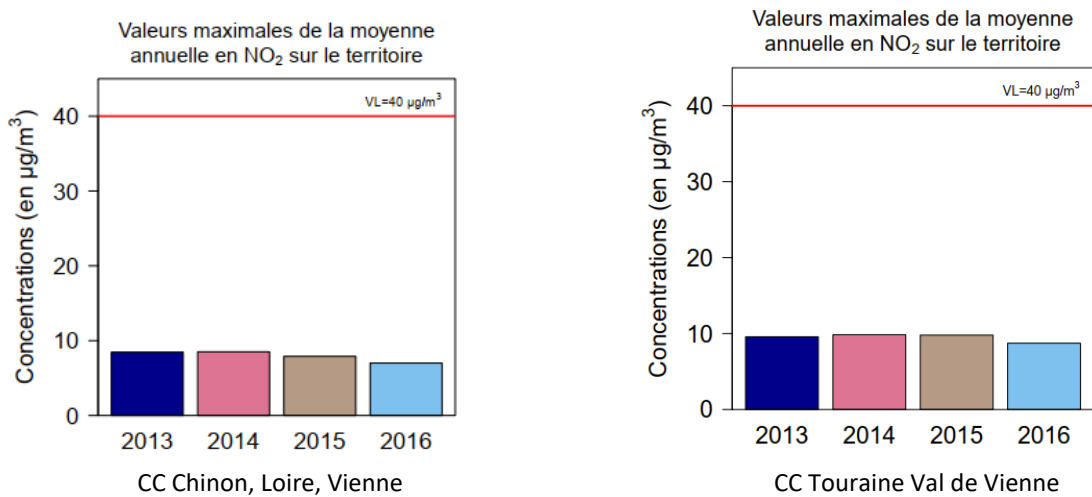 Valeurs maximales de la moyenne
annuelle en NO₂ sur le territoire
VL=40 µg/m³
Concentrations (en µg/m³)
40
30
20
10
0
2013 2014 2015 2016
CC Chinon, Loire, Vienne
Valeurs maximales de la moyenne
annuelle en NO₂ sur le territoire
VL=40 µg/m³
Concentrations (en µg/m³)
40
30
20
10
0
2013 2014 2015 2016
CC Touraine Val de Vienne